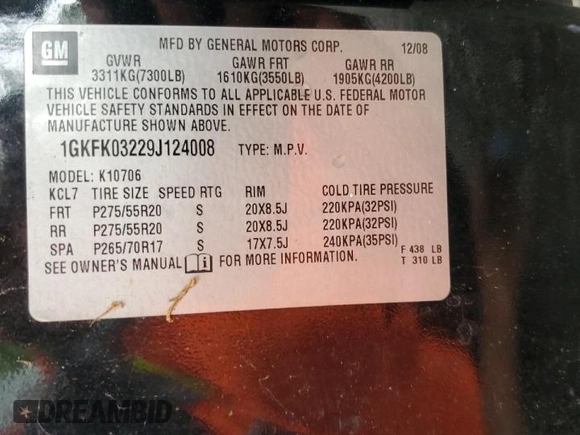 GM
MFD BY GENERAL MOTORS CORP. 12/08
GVWR GAWR FRT GAWR RR
3311KG(7300LB) 1610KG(3550LB) 1905KG(4200LB)
THIS VEHICLE CONFORMS TO ALL APPLICABLE U.S. FEDERAL MOTOR
VEHICLE SAFETY STANDARDS IN EFFECT ON THE DATE OF
MANUFACTURE SHOWN ABOVE.
1GKFK03229J124008 TYPE: M.P.V.
MODEL: K10706
KCL7 TIRE SIZE SPEED RTG RIM COLD TIRE PRESSURE
FRT P275/55R20 S 20X8.5J 220KPA(32PSI)
RR P275/55R20 S 20X8.5J 220KPA(32PSI)
SPA P265/70R17 S 17X7.5J 240KPA(35PSI) F 438 LB
SEE OWNER'S MANUAL i FOR MORE INFORMATION. T 310 LB
DREAMBID